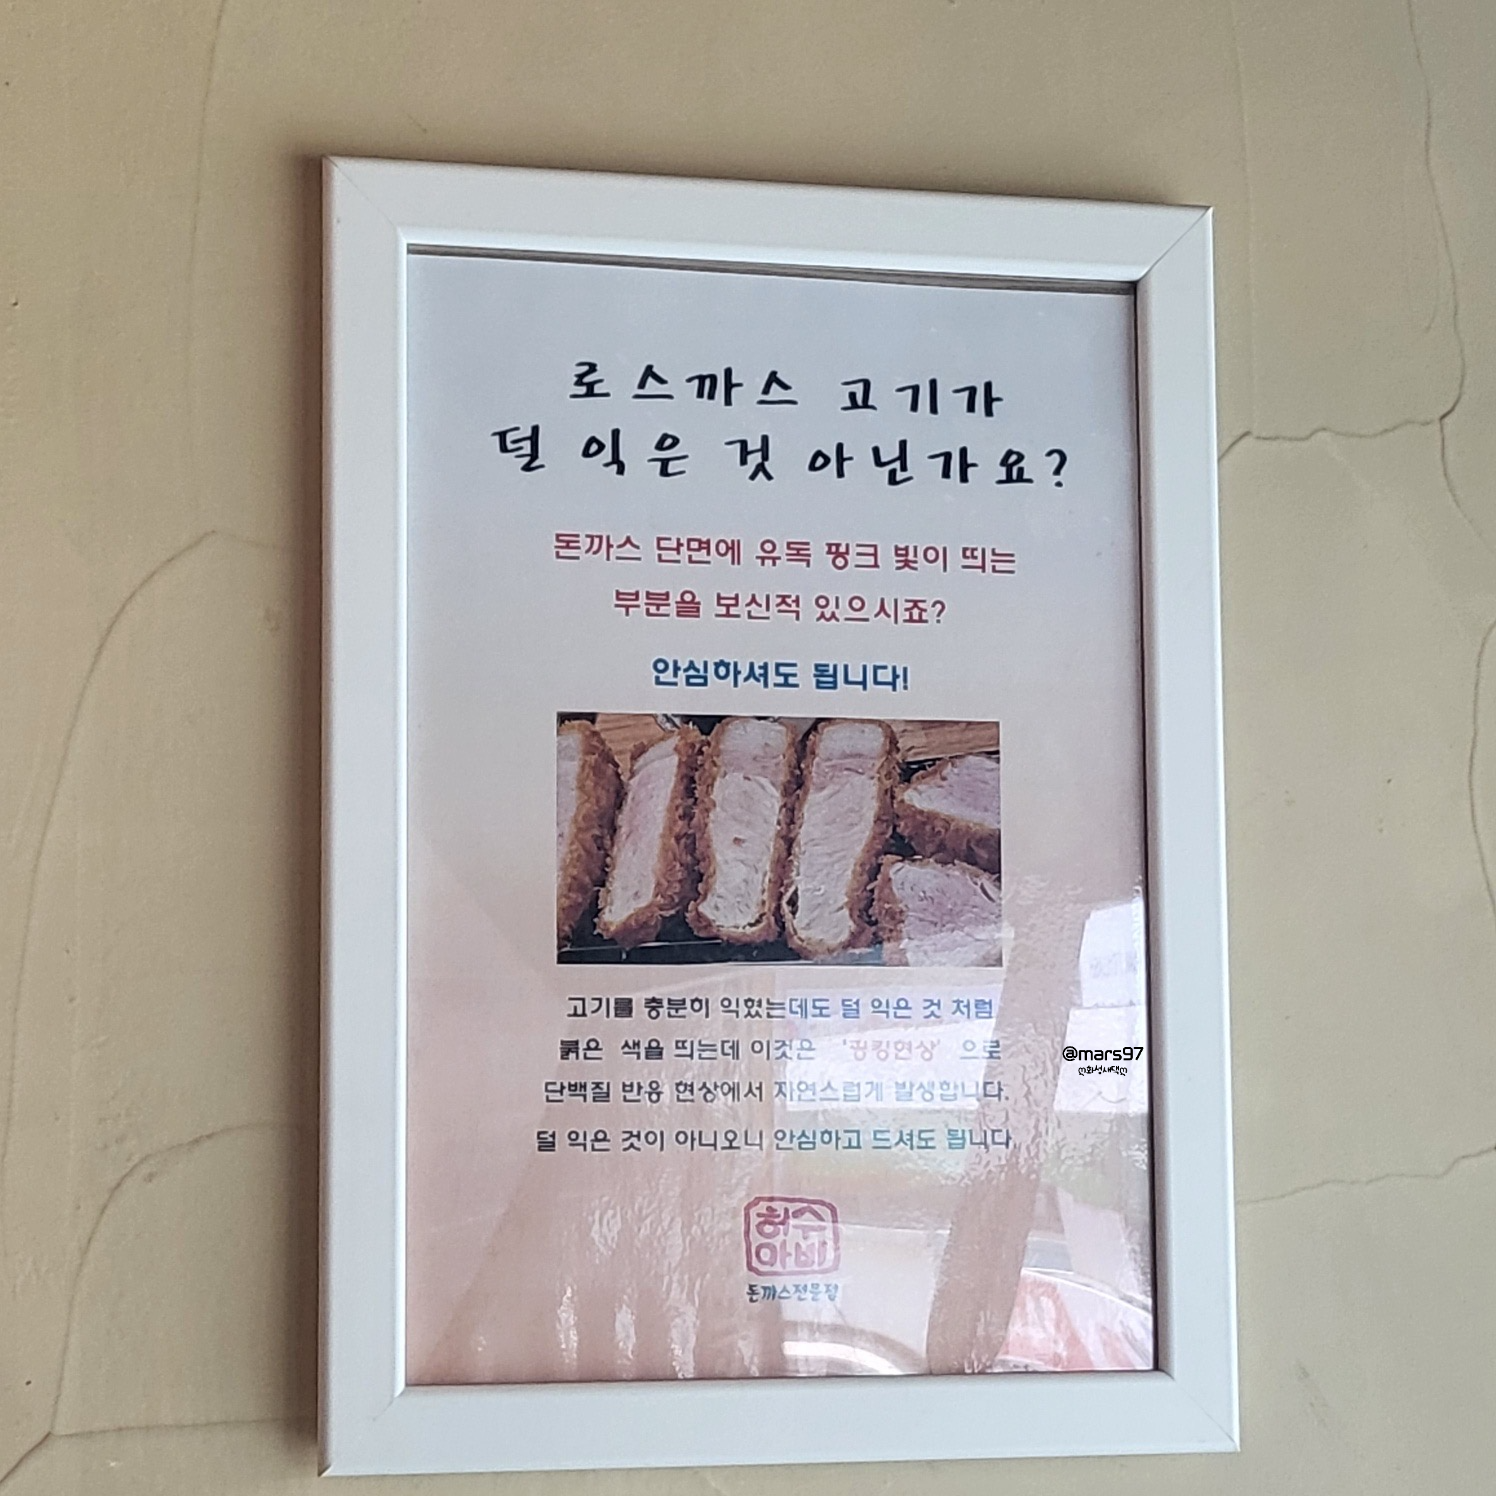 로스까스 고기가
덜 익은 것 아닌가요?
돈까스 단면에 유독 핑크 빛이 띄는
부분을 보신적 있으시죠?
안심하셔도 됩니다!
고기를 충분히 익혔는데도 덜 익은 것 처럼
붉은 색을 띄는데 이것은 '핑킹현상' 으로
단백질 반응 현상에서 자연스럽게 발생합니다.
덜 익은 것이 아니오니 안심하고 드셔도 됩니다
@mars97
화성새댁
허수
아비
돈까스전문점